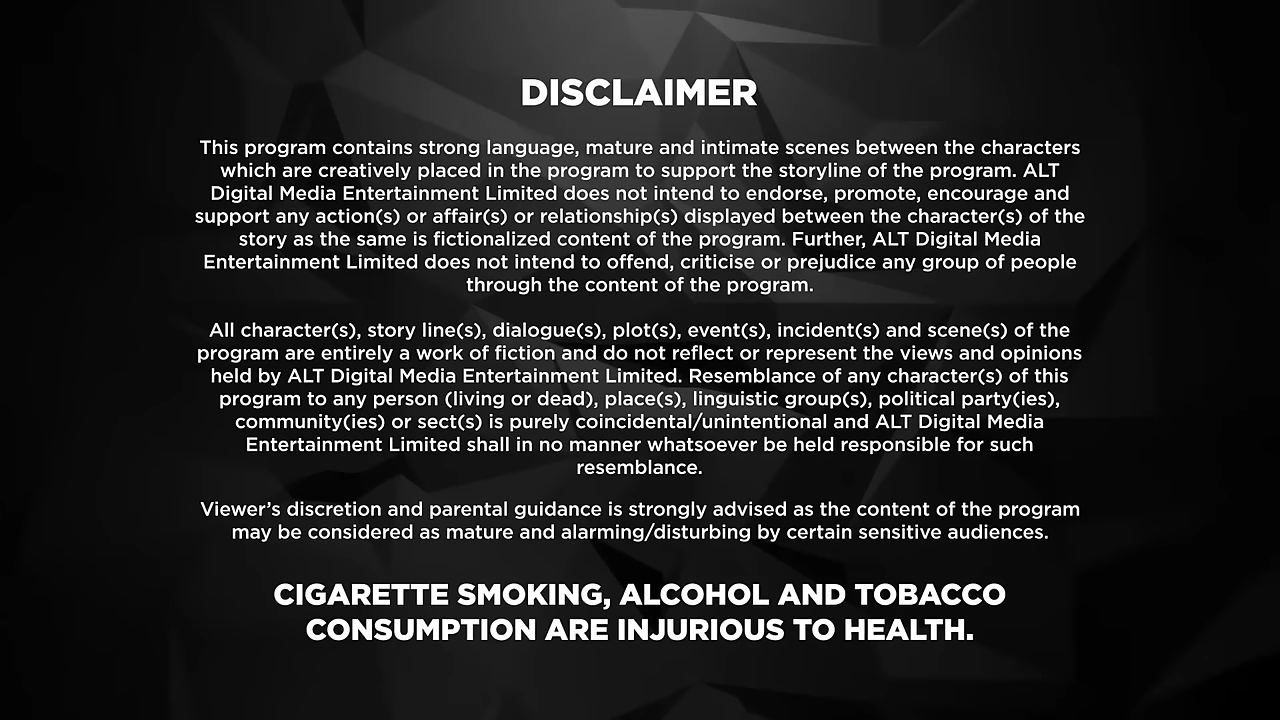 DISCLAIMER
This program contains strong language, mature and intimate scenes between the characters
which are creatively placed in the program to support the storyline of the program. ALT
Digital Media Entertainment Limited does not intend to endorse, promote, encourage and
support any action(s) or affair(s) or relationship(s) displayed between the character(s) of the
story as the same is fictionalized content of the program. Further, ALT Digital Media
Entertainment Limited does not intend to offend, criticise or prejudice any group of people
through the content of the program.
All character(s), story line(s), dialogue(s), plot(s), event(s), incident(s) and scene(s) of the
program are entirely a work of fiction and do not reflect or represent the views and opinions
held by ALT Digital Media Entertainment Limited. Resemblance of any character(s) of this
program to any person (living or dead), place(s), linguistic group(s), political party(ies),
community(ies) or sect(s) is purely coincidental/unintentional and ALT Digital Media
Entertainment Limited shall in no manner whatsoever be held responsible for such
resemblance.
Viewer’s discretion and parental guidance is strongly advised as the content of the program
may be considered as mature and alarming/disturbing by certain sensitive audiences.
CIGARETTE SMOKING, ALCOHOL AND TOBACCO
CONSUMPTION ARE INJURIOUS TO HEALTH.